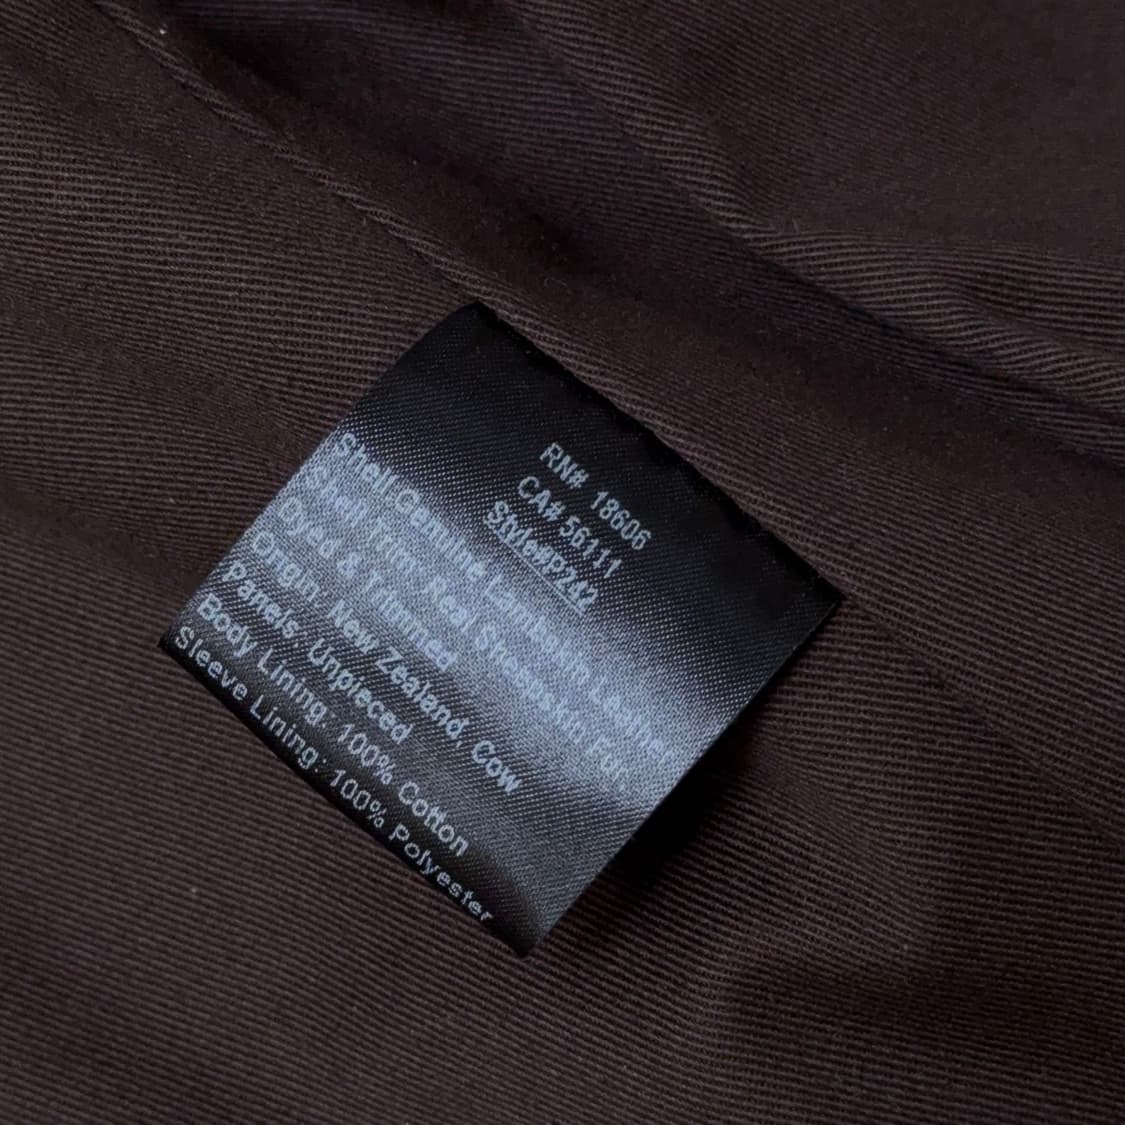 RN# 18606
CA# 56111
Style#P242
Shell:Genuine Lambskin Leather
Shell Trim: Real Sheepskin Fur,
Dyed & Trimmed
Origin: New Zealand, Cow
Panels: Unpieced
Body Lining: 100% Cotton
Sleeve Lining: 100% Polyester